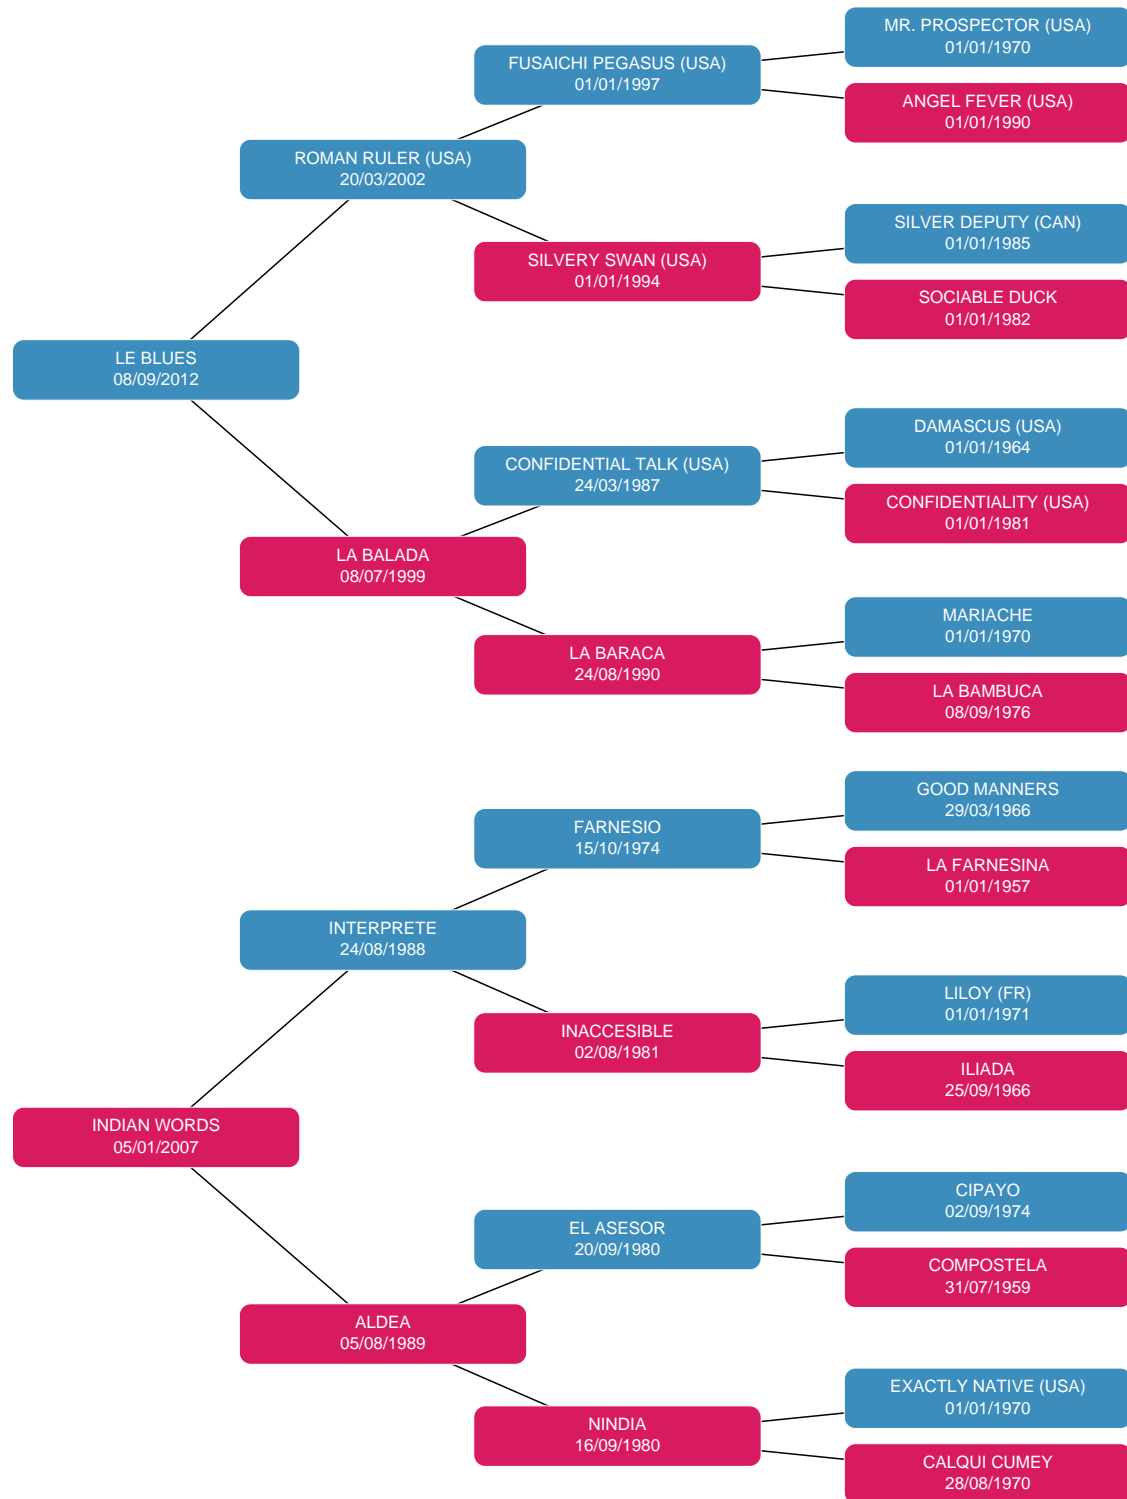 MR. PROSPECTOR (USA)
01/01/1970
FUSAICHI PEGASUS (USA)
01/01/1997
ANGEL FEVER (USA)
01/01/1990
ROMAN RULER (USA)
20/03/2002
SILVER DEPUTY (CAN)
01/01/1985
SILVERY SWAN (USA)
01/01/1994
SOCIABLE DUCK
01/01/1982
LE BLUES
08/09/2012
DAMASCUS (USA)
01/01/1964
CONFIDENTIAL TALK (USA)
24/03/1987
CONFIDENTIALITY (USA)
01/01/1981
LA BALADA
08/07/1999
MARIACHE
01/01/1970
LA BARACA
24/08/1990
LA BAMBUCA
08/09/1976
GOOD MANNERS
29/03/1966
FARNESIO
15/10/1974
LA FARNESINA
01/01/1957
INTERPRETE
24/08/1988
LILOY (FR)
01/01/1971
INACCESIBLE
02/08/1981
ILIADA
25/09/1966
INDIAN WORDS
05/01/2007
CIPAYO
02/09/1974
EL ASESOR
20/09/1980
COMPOSTELA
31/07/1959
ALDEA
05/08/1989
EXACTLY NATIVE (USA)
01/01/1970
NINDIA
16/09/1980
CALQUI CUMEY
28/08/1970